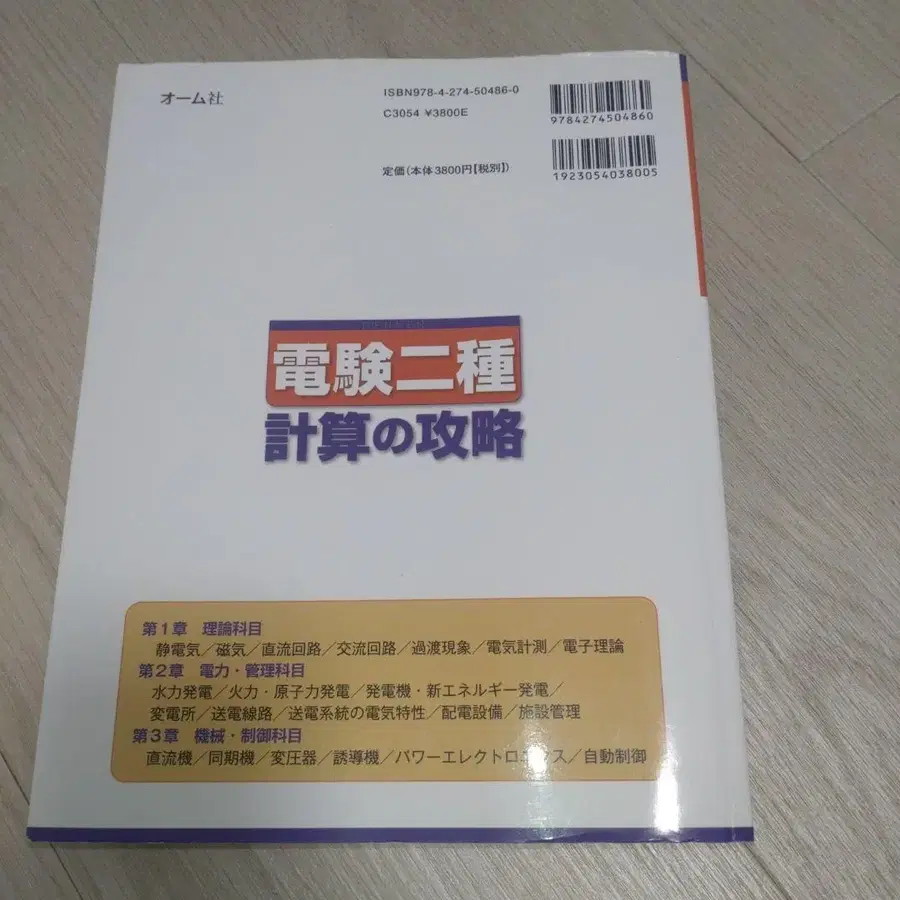 オーム社
ISBN978-4-274-50486-0
C3054 ¥3800E
定価(本体3800円【税別】)
9784274504860
1923054038005
DENKEN
電験二種
計算の攻略
第1章 理論科目
静電気/磁気/直流回路/交流回路/過渡現象/電気計測/電子理論
第2章 電力・管理科目
水力発電/火力・原子力発電/発電機・新エネルギー発電/
変電所/送電線路/送電系統の電気特性/配電設備/施設管理
第3章 機械・制御科目
直流機/同期機/変圧器/誘導機/パワーエレクトロニクス/自動制御